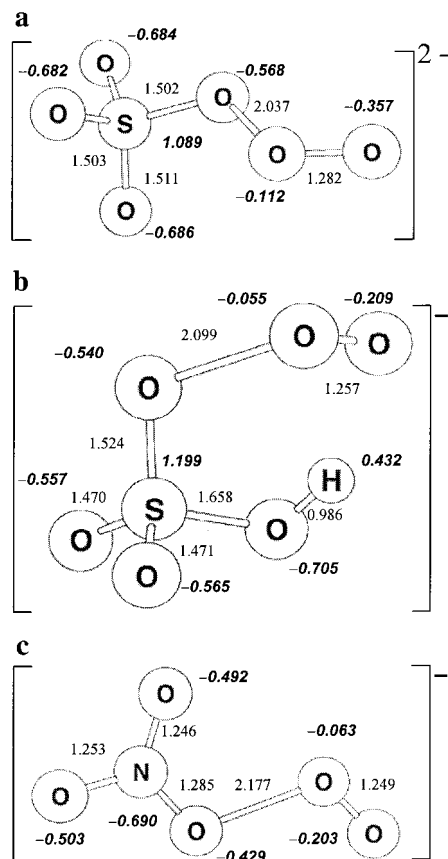 a
2 –
–0.684
O
–0.568
–0.682
1.502
O
–0.357
O
S
2.037
1.503
1.089
O
O
1.511
–0.112
1.282
O
–0.686
b
–
–0.055
–0.209
2.099
O
O
–0.540
O
1.257
1.524
1.199
0.432
–0.557
H
1.470
S
1.658
0.986
O
O
1.471
O
–0.565
–0.705
c
–
O
–0.492
1.246
–0.063
1.253
N
O
1.249
1.285
2.177
O
–0.690
O
O
–0.503
–0.203
–0.429